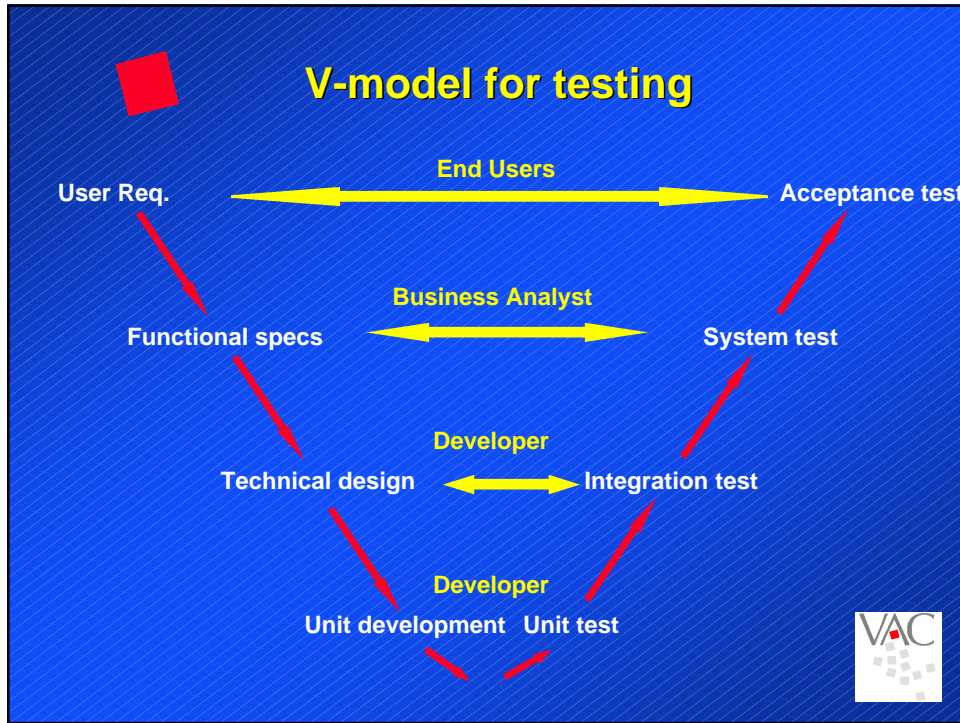 V-model for testing
End Users
User Req.
Acceptance test
Business Analyst
Functional specs
System test
Developer
Technical design
Integration test
Developer
Unit development
Unit test
VAC